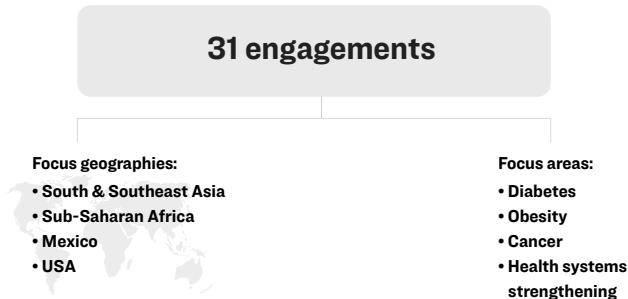 31 engagements
Focus geographies:
• South & Southeast Asia
• Sub-Saharan Africa
• Mexico
• USA
Focus areas:
• Diabetes
• Obesity
• Cancer
• Health systems
strengthening